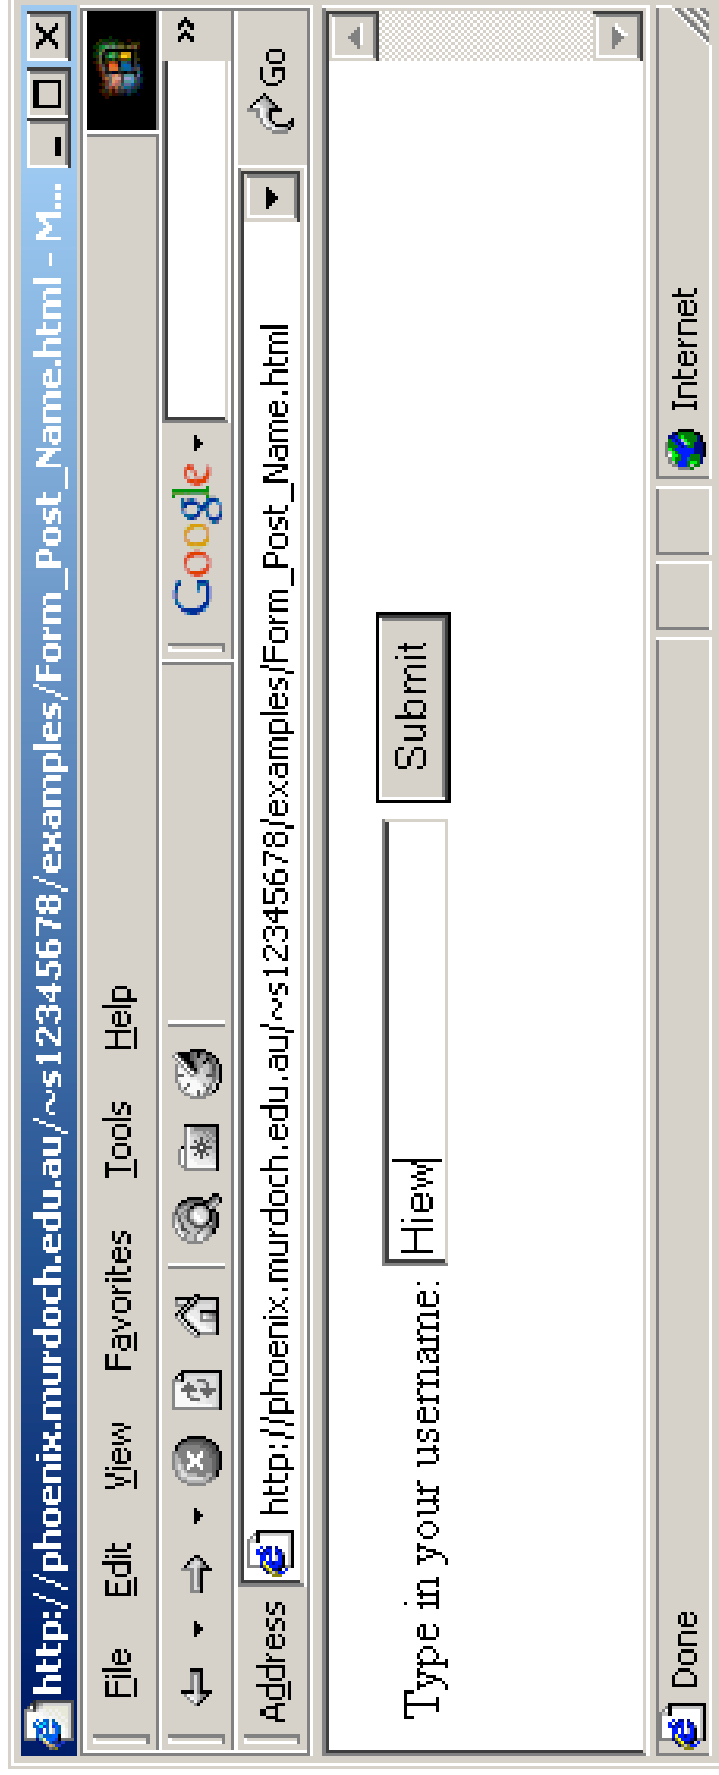 http://phoenix.murdoch.edu.au/~s12345678/examples/Form_Post_Name.html - M...
File Edit View Favorites Tools Help
Google
Address http://phoenix.murdoch.edu.au/~s12345678/examples/Form_Post_Name.html Go
Type in your username: Hiew Submit
Done Internet